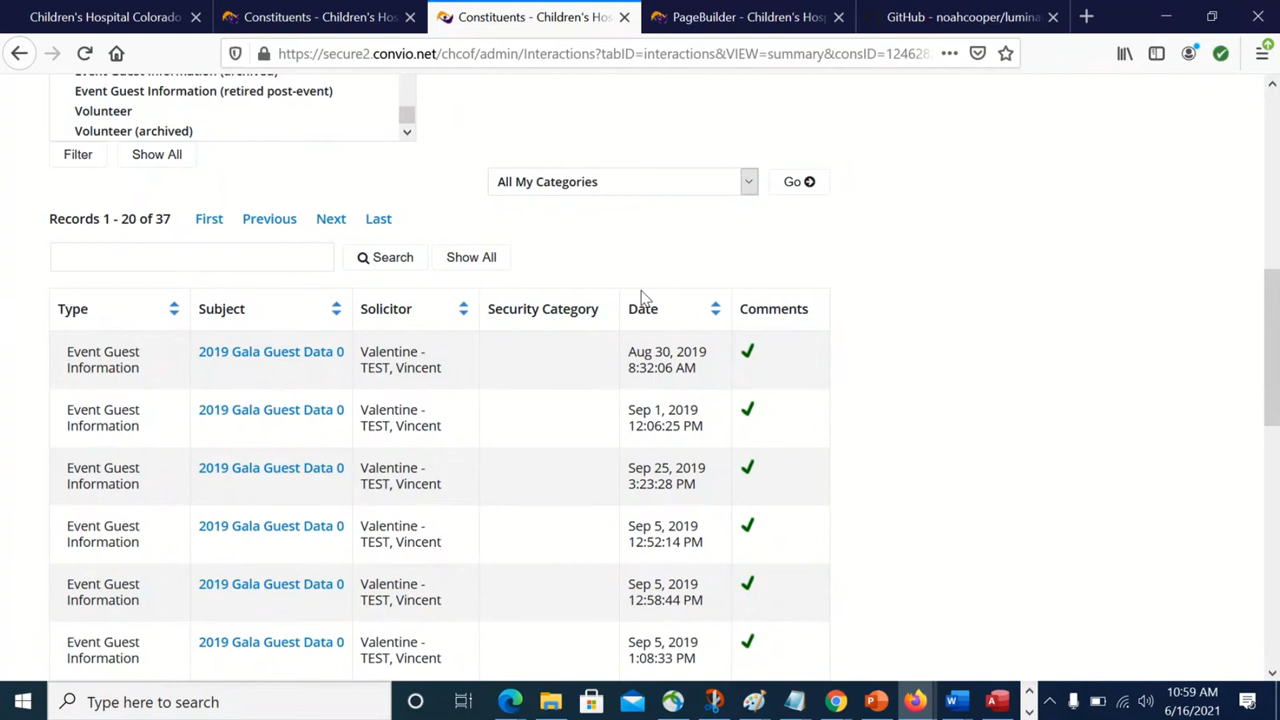 Children's Hospital Colorado
Constituents - Children's Hos
Constituents - Children's Hos
PageBuilder - Children's Hosp
GitHub - noahcooper/lumina
https://secure2.convio.net/chcof/admin/Interactions?tabID=interactions&VIEW=summary&consID=124628
Event Guest Information (archived)
Event Guest Information (retired post-event)
Volunteer
Volunteer (archived)
Filter Show All
All My Categories Go
Records 1 - 20 of 37 First Previous Next Last
Search Show All
Type Subject Solicitor Security Category Date Comments
Event Guest 2019 Gala Guest Data 0 Valentine - Aug 30, 2019
Information TEST, Vincent 8:32:06 AM
Event Guest 2019 Gala Guest Data 0 Valentine - Sep 1, 2019
Information TEST, Vincent 12:06:25 PM
Event Guest 2019 Gala Guest Data 0 Valentine - Sep 25, 2019
Information TEST, Vincent 3:23:28 PM
Event Guest 2019 Gala Guest Data 0 Valentine - Sep 5, 2019
Information TEST, Vincent 12:52:14 PM
Event Guest 2019 Gala Guest Data 0 Valentine - Sep 5, 2019
Information TEST, Vincent 12:58:44 PM
Event Guest 2019 Gala Guest Data 0 Valentine - Sep 5, 2019
Information TEST, Vincent 1:08:33 PM
Type here to search
10:59 AM
6/16/2021